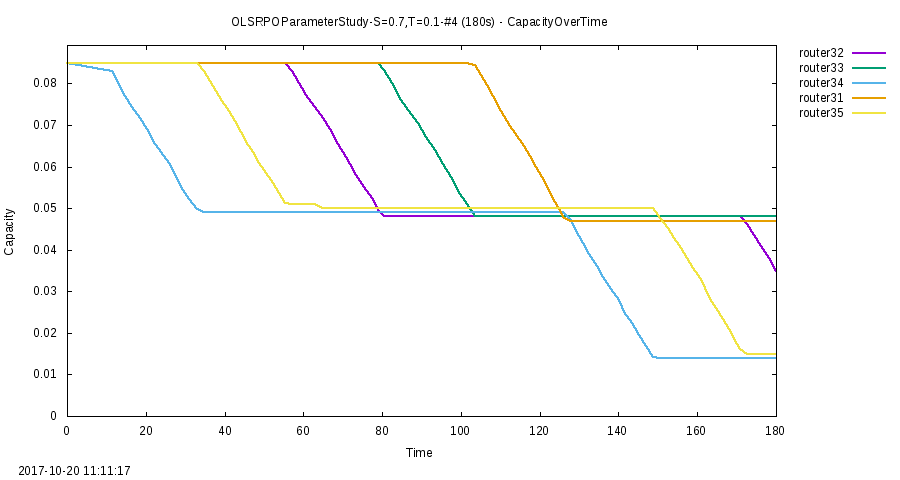 OLSRPOParameterStudy-S=0.7,T=0.1-#4 (180s) - CapacityOverTime
router32
router33
router34
router31
router35
0.08
0.07
0.06
0.05
0.04
0.03
0.02
0.01
0
Capacity
0 20 40 60 80 100 120 140 160 180
Time
2017-10-20 11:11:17